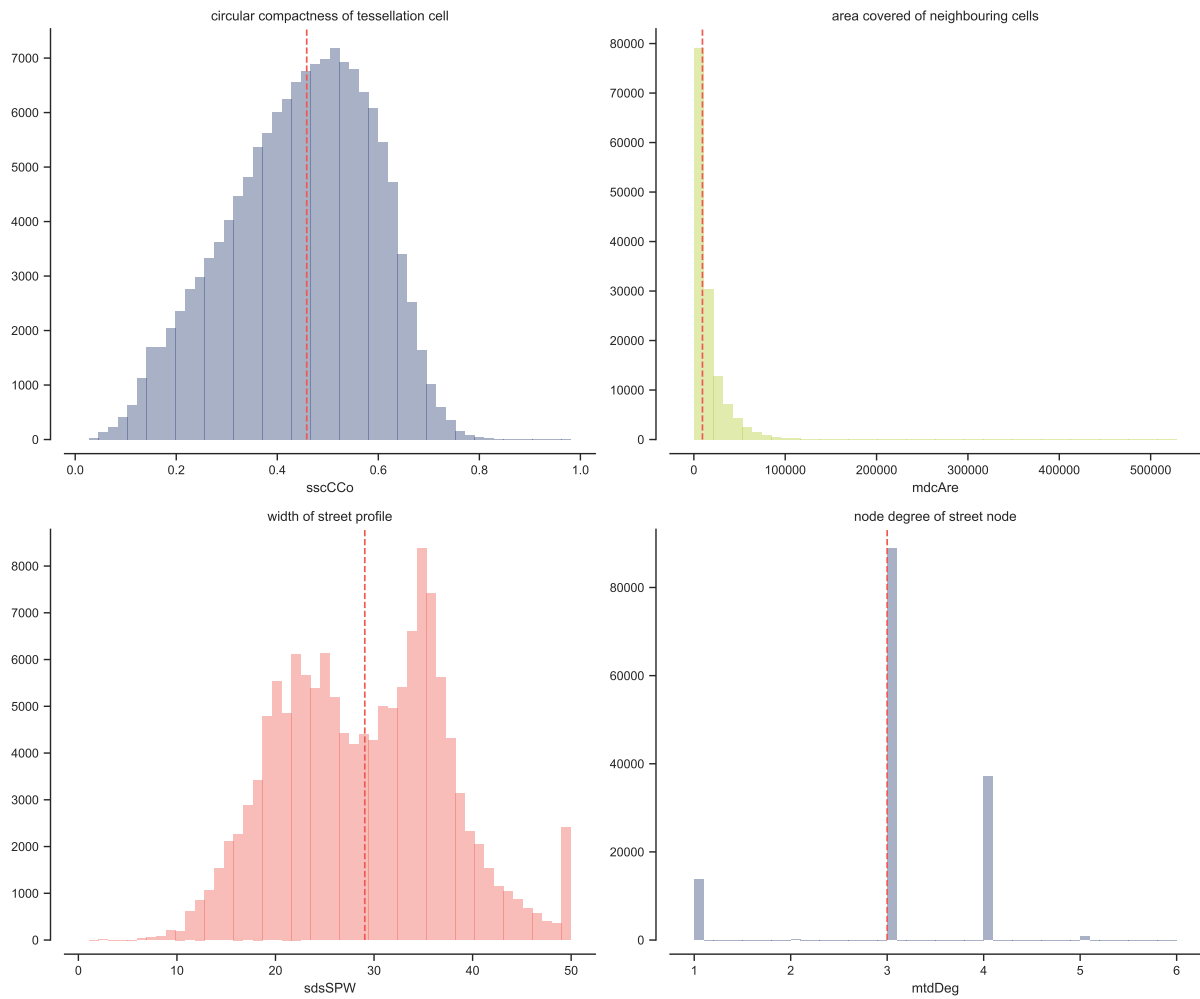 circular compactness of tessellation cell
7000
6000
5000
4000
3000
2000
1000
0
0.0 0.2 0.4 0.6 0.8 1.0
sscCCo
area covered of neighbouring cells
80000
70000
60000
50000
40000
30000
20000
10000
0
0 100000 200000 300000 400000 500000
mdcAre
width of street profile
8000
7000
6000
5000
4000
3000
2000
1000
0
0 10 20 30 40 50
sdsSPW
node degree of street node
80000
60000
40000
20000
0
1 2 3 4 5 6
mtdDeg